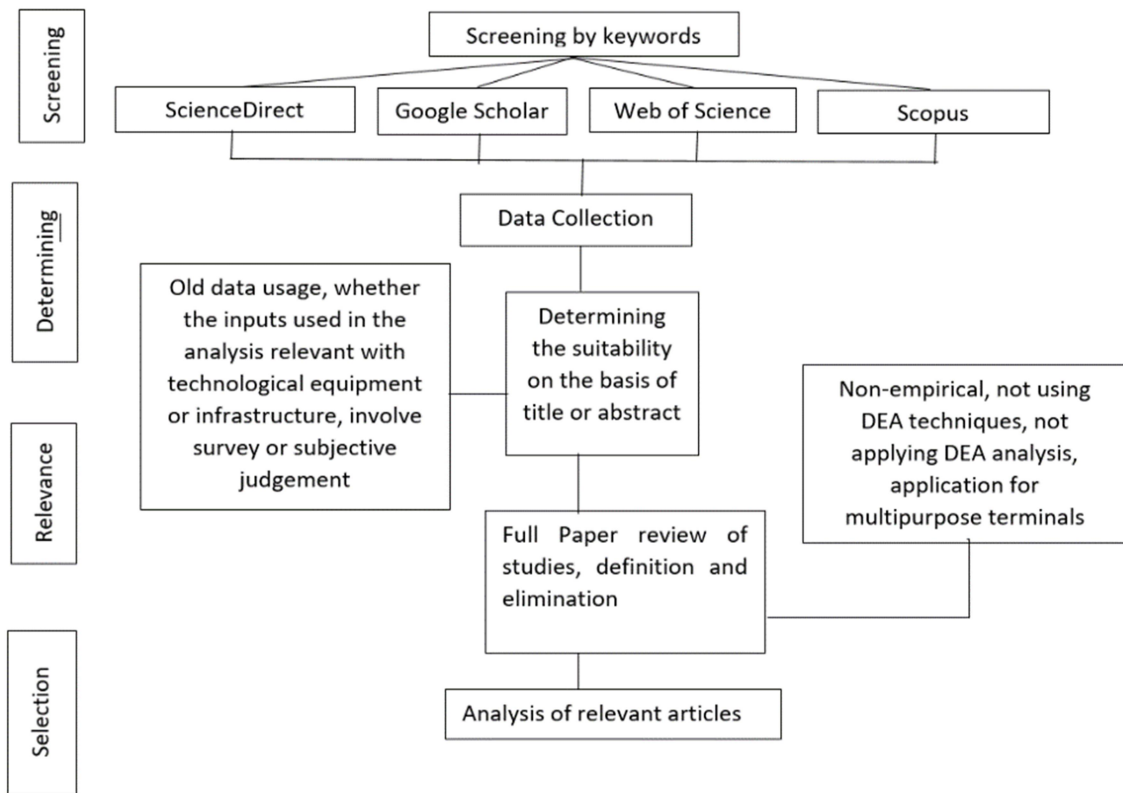 Screening
Screening by keywords
ScienceDirect
Google Scholar
Web of Science
Scopus
Determining
Data Collection
Old data usage, whether
the inputs used in the
analysis relevant with
technological equipment
or infrastructure, involve
survey or subjective
judgement
Determining
the suitability
on the basis of
title or abstract
Non-empirical, not using
DEA techniques, not
applying DEA analysis,
application for
multipurpose terminals
Relevance
Full Paper review of
studies, definition and
elimination
Selection
Analysis of relevant articles